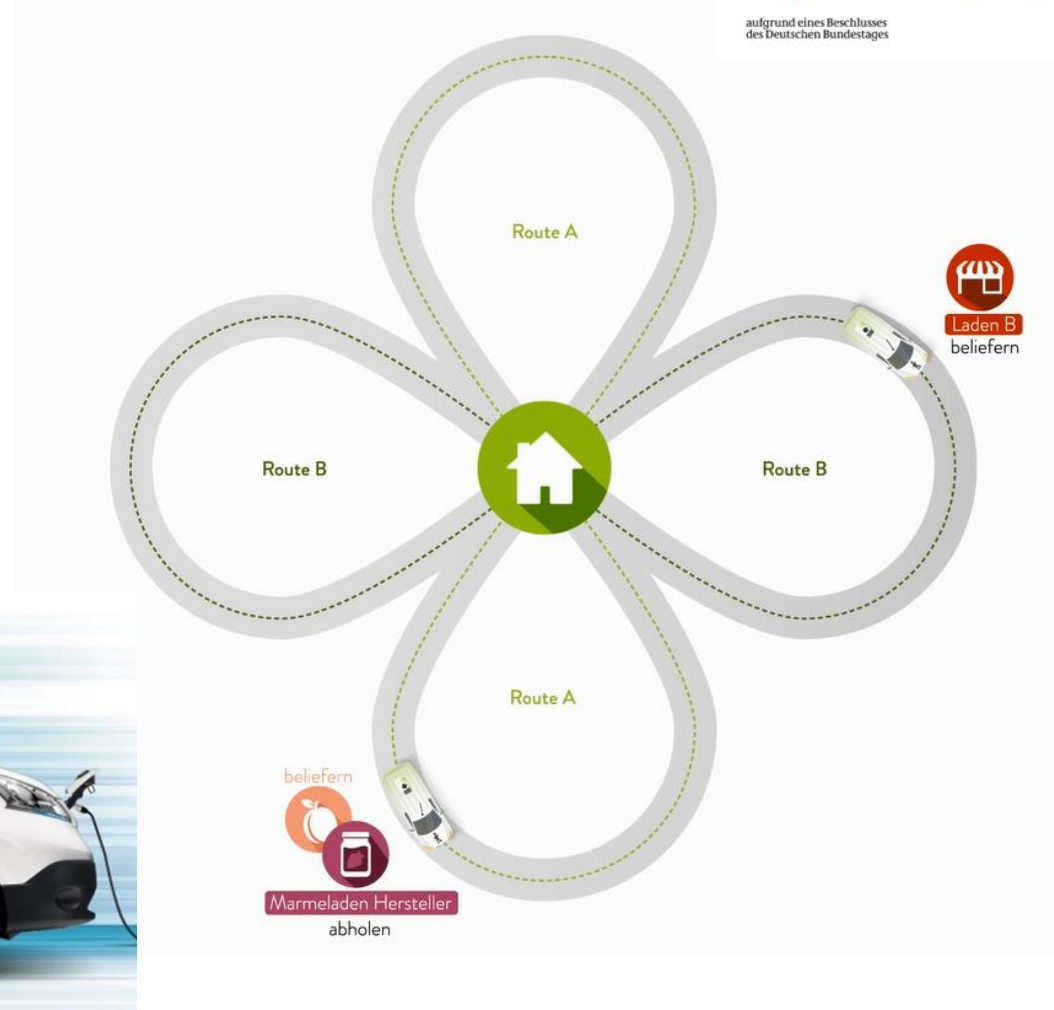 aufgrund eines Beschlusses
des Deutschen Bundestages
Route A
Laden B
beliefern
Route B
Route B
Route A
beliefern
Marmeladen Hersteller
abholen